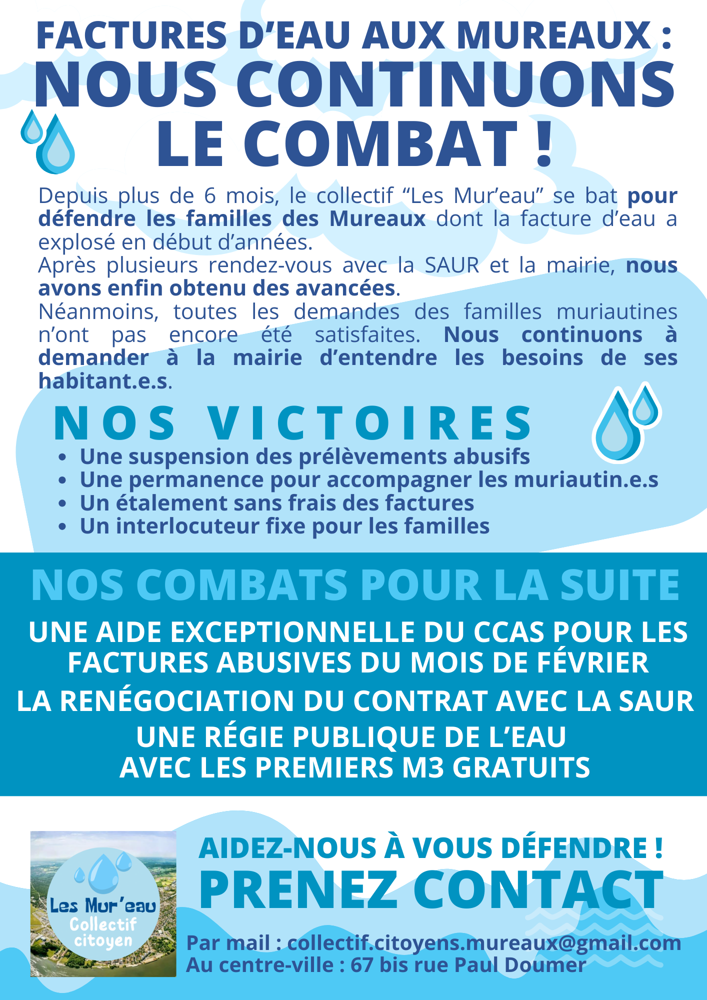 FACTURES D’EAU AUX MUREAUX :
NOUS CONTINUONS
LE COMBAT !
Depuis plus de 6 mois, le collectif “Les Mur’eau” se bat pour
défendre les familles des Mureaux dont la facture d’eau a
explosé en début d’années.
Après plusieurs rendez-vous avec la SAUR et la mairie, nous
avons enfin obtenu des avancées.
Néanmoins, toutes les demandes des familles muriautines
n’ont pas encore été satisfaites. Nous continuons à
demander à la mairie d’entendre les besoins de ses
habitant.e.s.
NOS VICTOIRES
• Une suspension des prélèvements abusifs
• Une permanence pour accompagner les muriautin.e.s
• Un étalement sans frais des factures
• Un interlocuteur fixe pour les familles
NOS COMBATS POUR LA SUITE
UNE AIDE EXCEPTIONNELLE DU CCAS POUR LES
FACTURES ABUSIVES DU MOIS DE FÉVRIER
LA RENÉGOCIATION DU CONTRAT AVEC LA SAUR
UNE RÉGIE PUBLIQUE DE L’EAU
AVEC LES PREMIERS M3 GRATUITS
Les Mur’eau
Collectif
citoyen
AIDEZ-NOUS À VOUS DÉFENDRE !
PRENEZ CONTACT
Par mail : collectif.citoyens.mureaux@gmail.com
Au centre-ville : 67 bis rue Paul Doumer